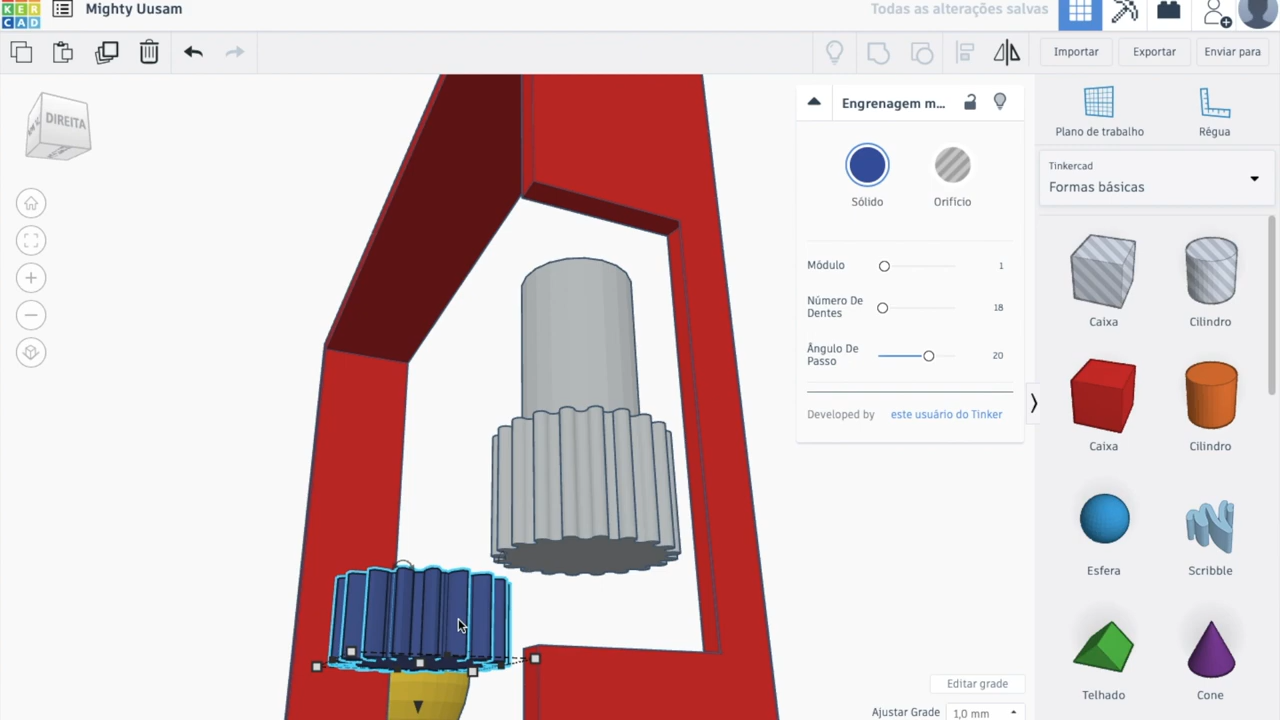 KER
CAD
Mighty Uusam
Todas as alterações salvas
Importar
Exportar
Enviar para
DIREITA
Engrenagem m...
Sólido
Orifício
Módulo
1
Número De
Dentes
18
Ângulo De
Passo
20
Developed by este usuário do Tinker
Plano de trabalho
Régua
Tinkercad
Formas básicas
Caixa
Cilindro
Caixa
Cilindro
Esfera
Scribble
Telhado
Cone
Editar grade
Ajustar Grade
1,0 mm